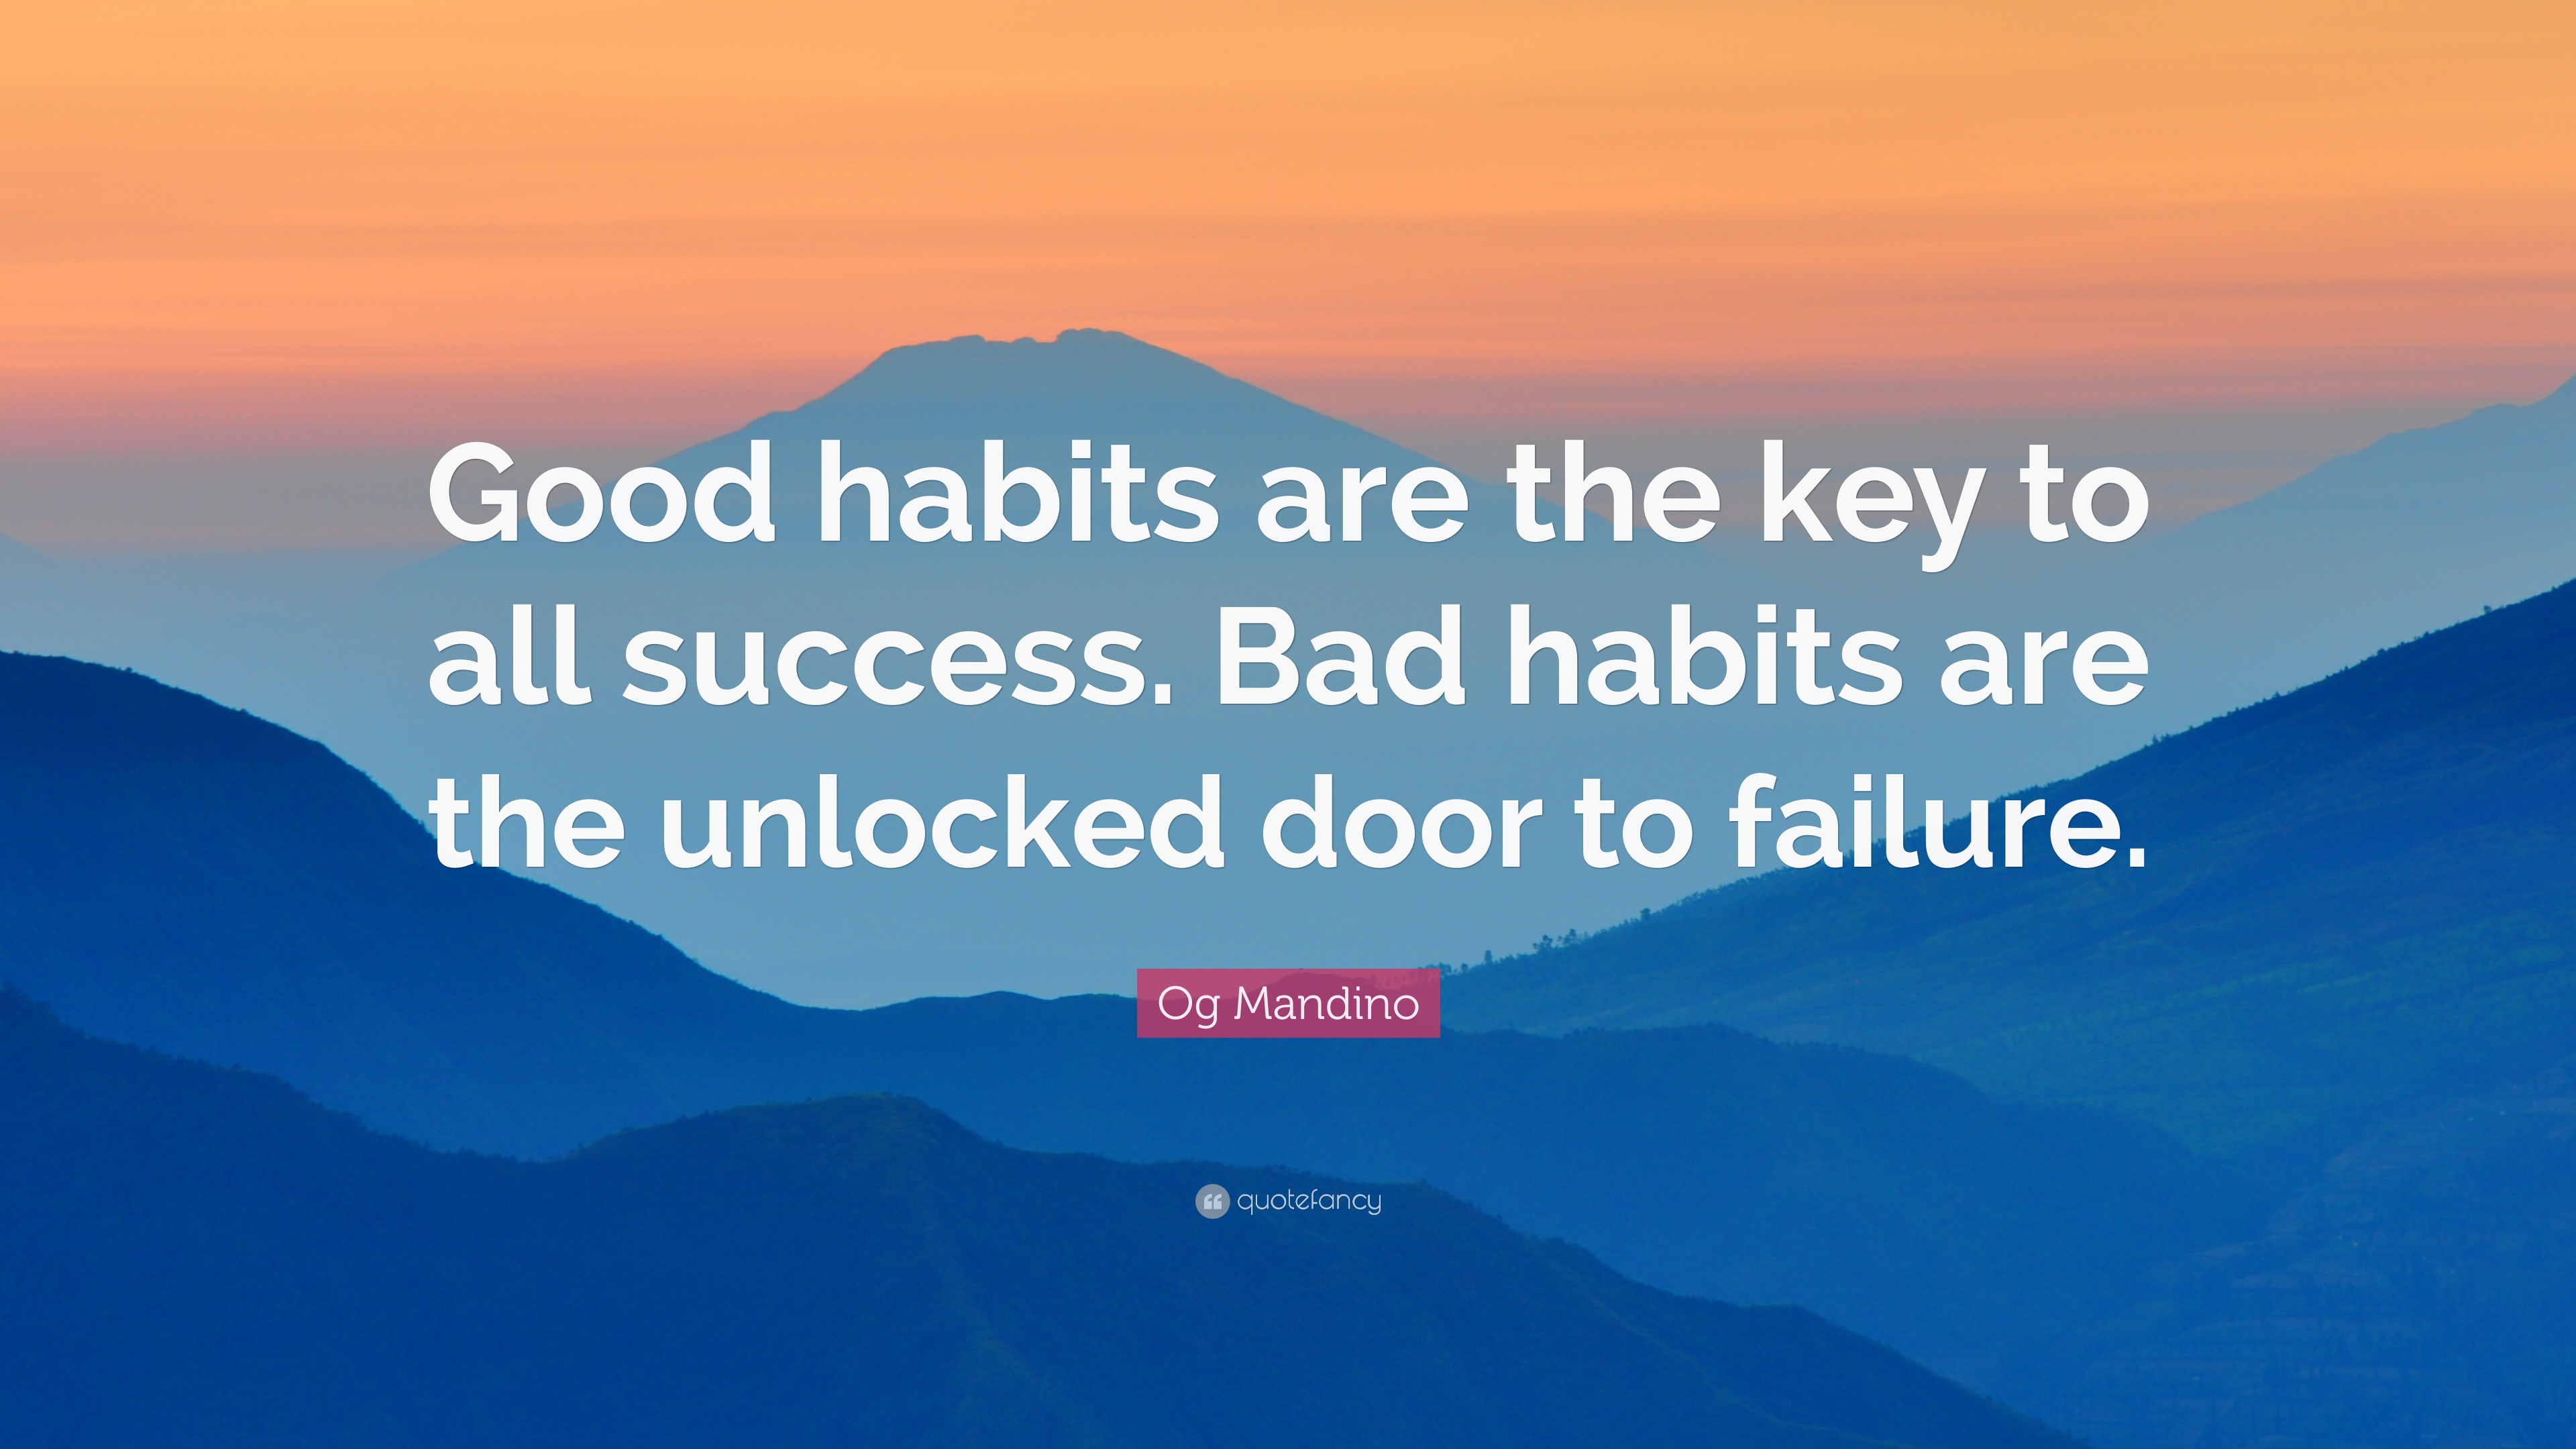 Good habits are the key to
all success. Bad habits are
the unlocked door to failure.
Og Mandino
quotefancy